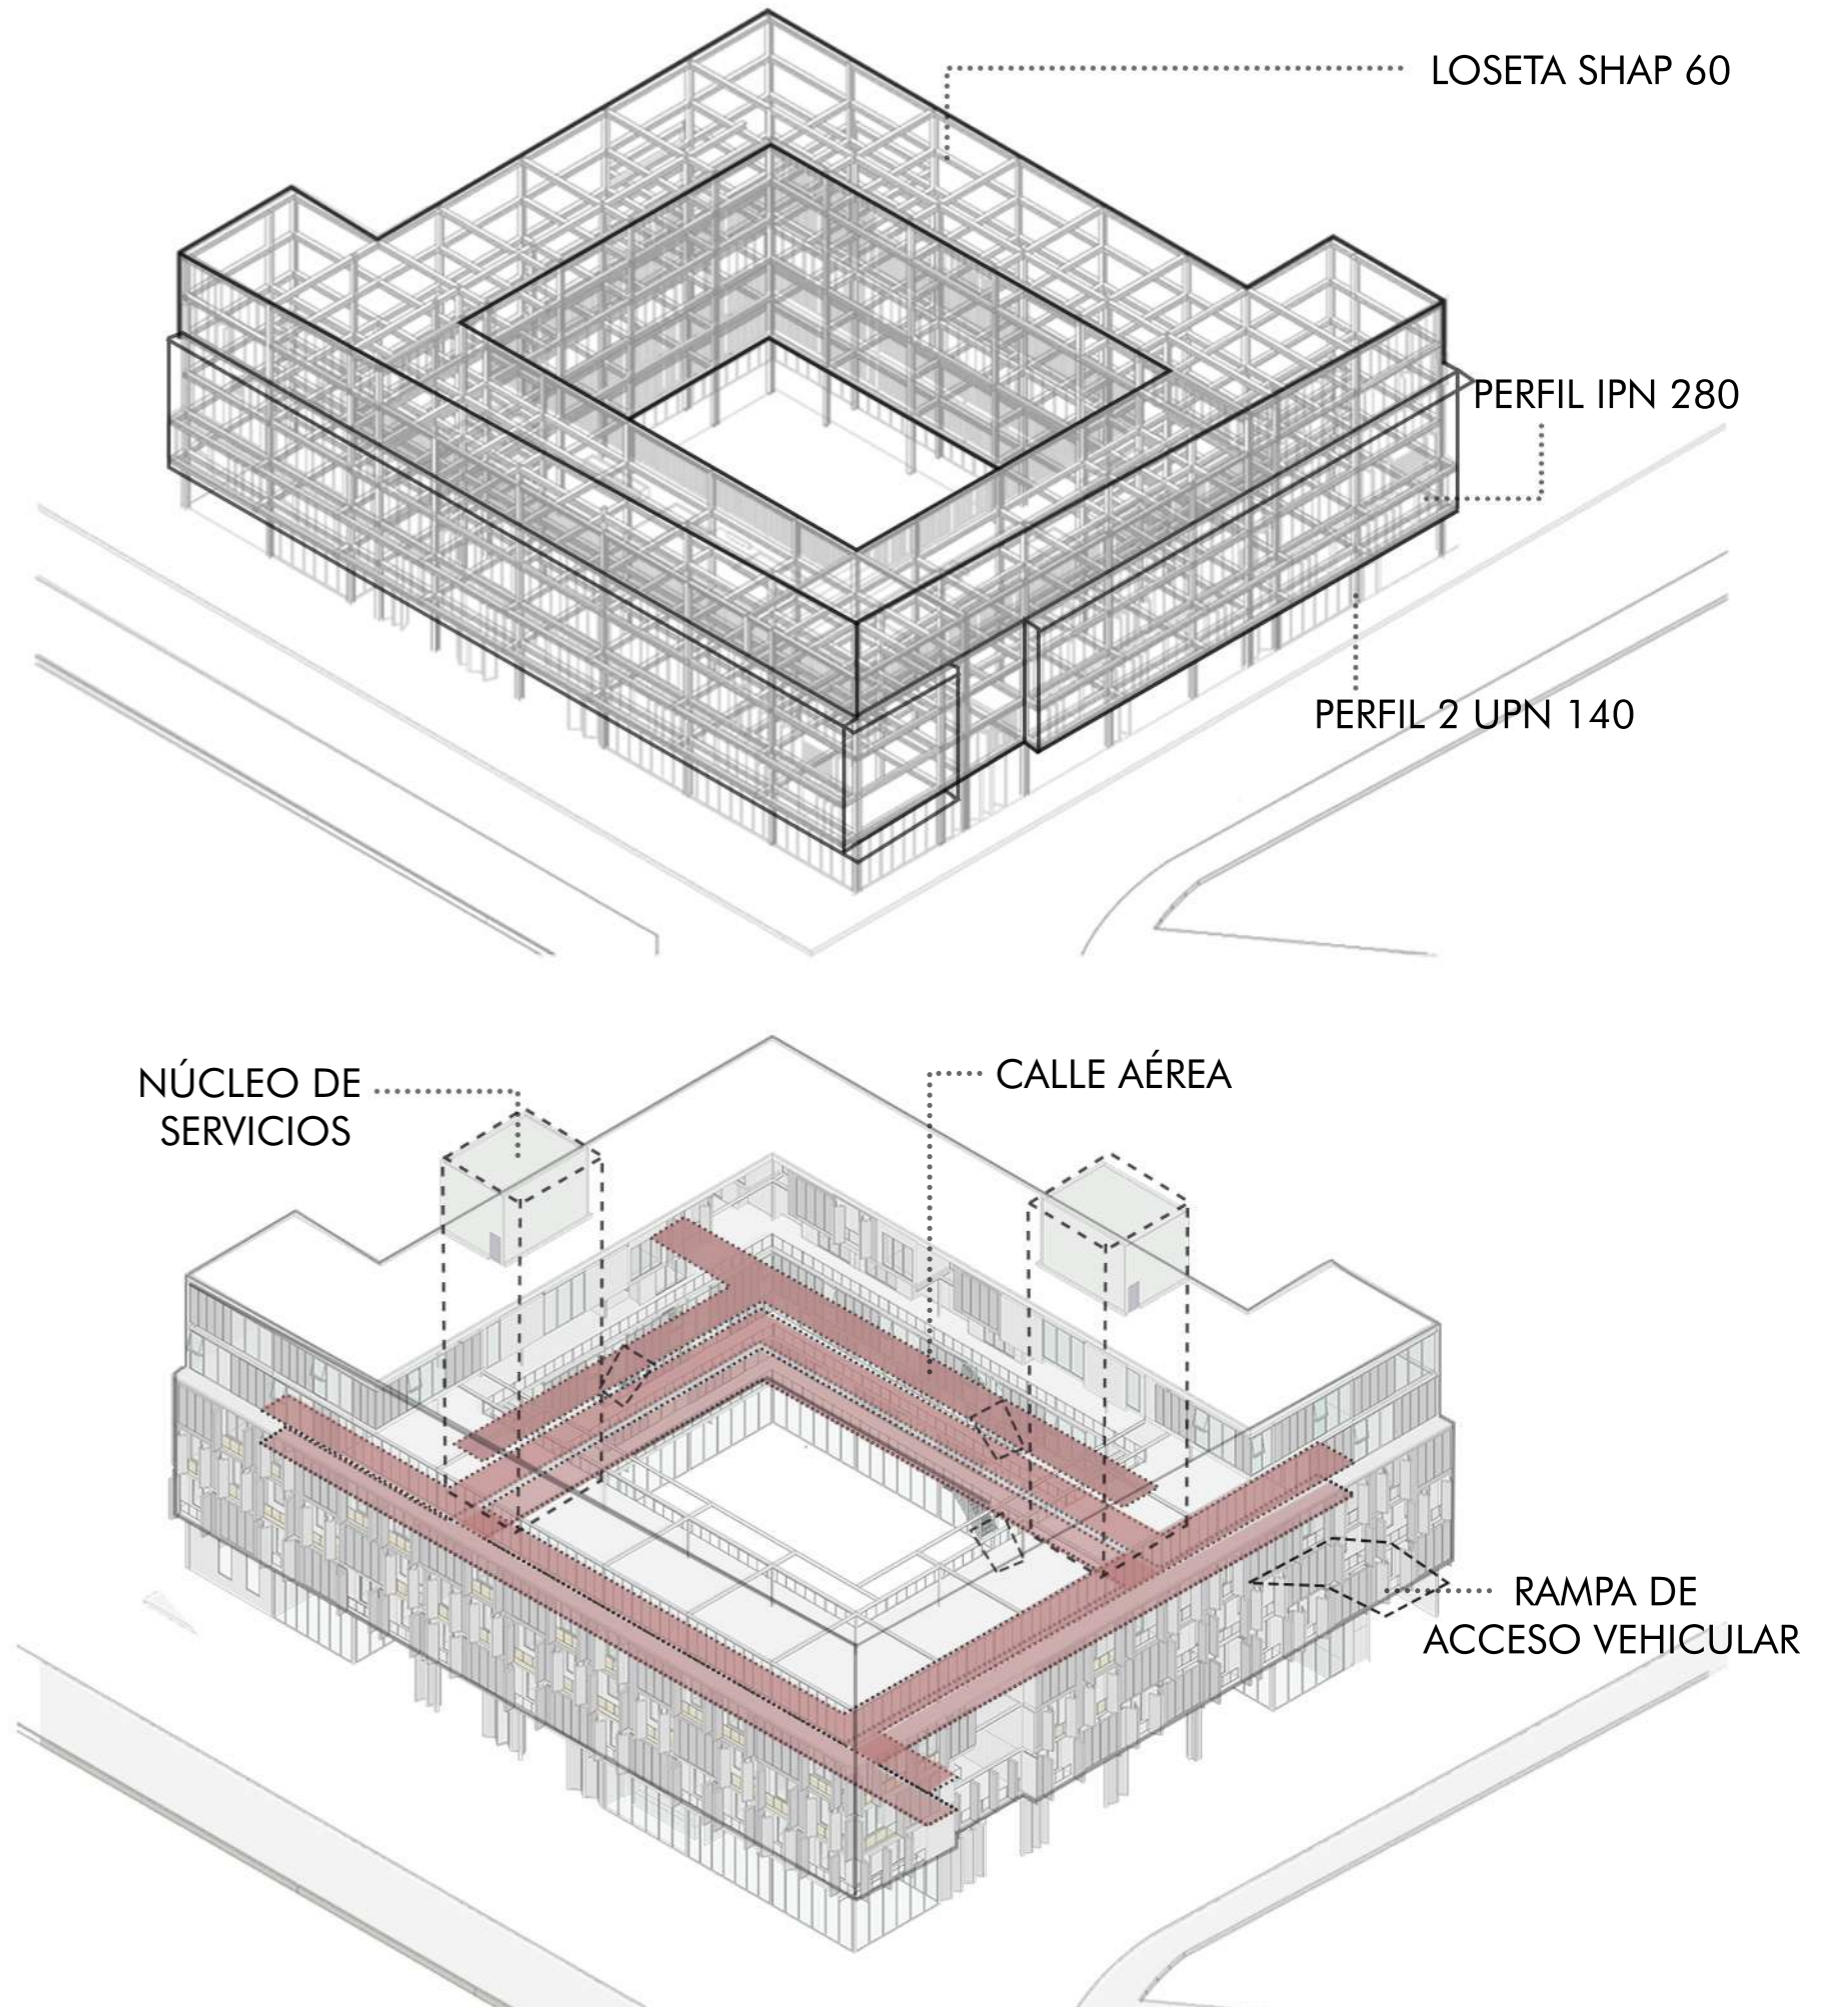 LOSETA SHAP 60
PERFIL IPN 280
PERFIL 2 UPN 140
NÚCLEO DE
SERVICIOS
CALLE AÉREA
RAMPA DE
ACCESO VEHICULAR